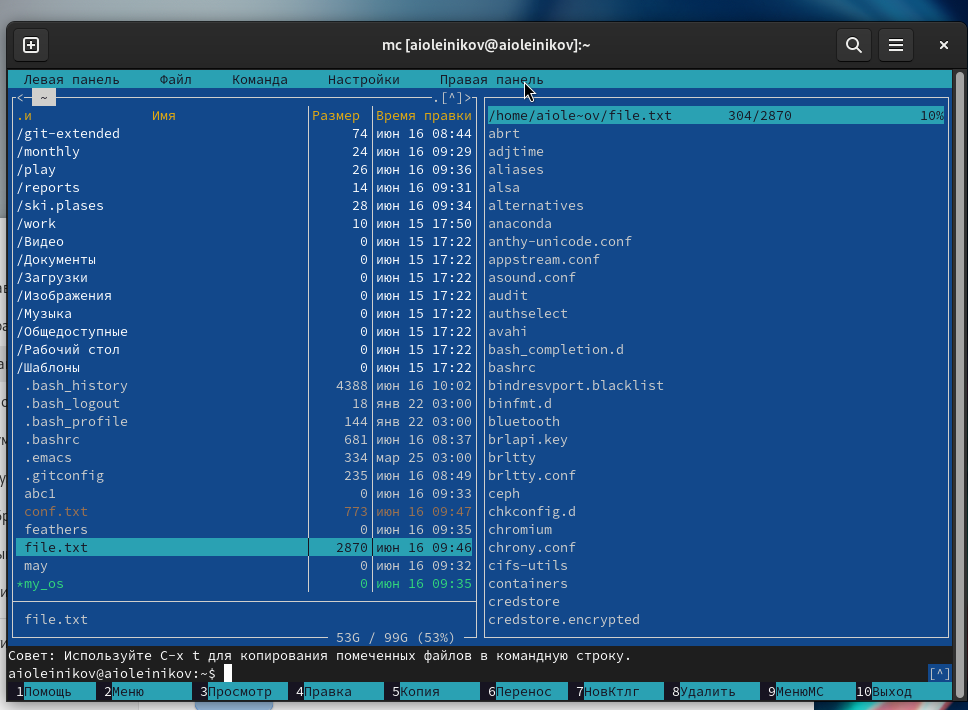 mc [aioleinikov@aioleinikov]:~
Левая панель Файл Команда Настройки Правая панель
<─ ~ .[^]>
.и Имя Размер Время правки
/git-extended 74 июн 16 08:44
/monthly 24 июн 16 09:29
/play 26 июн 16 09:36
/reports 14 июн 16 09:31
/ski.plases 28 июн 16 09:34
/work 10 июн 15 17:50
/Видео 0 июн 15 17:22
/Документы 0 июн 15 17:22
/Загрузки 0 июн 15 17:22
/Изображения 0 июн 15 17:22
/Музыка 0 июн 15 17:22
/Общедоступные 0 июн 15 17:22
/Рабочий стол 0 июн 15 17:22
/Шаблоны 0 июн 15 17:22
.bash_history 4388 июн 16 10:02
.bash_logout 18 янв 22 03:00
.bash_profile 144 янв 22 03:00
.bashrc 681 июн 16 08:37
.emacs 334 мар 25 03:00
.gitconfig 235 июн 16 08:49
abc1 0 июн 16 09:33
conf.txt 773 июн 16 09:47
feathers 0 июн 16 09:35
file.txt 2870 июн 16 09:46
may 0 июн 16 09:32
*my_os 0 июн 16 09:35
file.txt
53G / 99G (53%)
/home/aiole~ov/file.txt 304/2870 10%
abrt
adjtime
aliases
alsa
alternatives
anaconda
anthy-unicode.conf
appstream.conf
asound.conf
audit
authselect
avahi
bash_completion.d
bashrc
bindresvport.blacklist
binfmt.d
bluetooth
brlapi.key
brltty
brltty.conf
ceph
chkconfig.d
chromium
chrony.conf
cifs-utils
containers
credstore
credstore.encrypted
Совет: Используйте C-x t для копирования помеченных файлов в командную строку.
aioleinikov@aioleinikov:~$ [^]
1Помощь 2Меню 3Просмотр 4Правка 5Копия 6Перенос 7НовКтлг 8Удалить 9МенюМС 10Выход